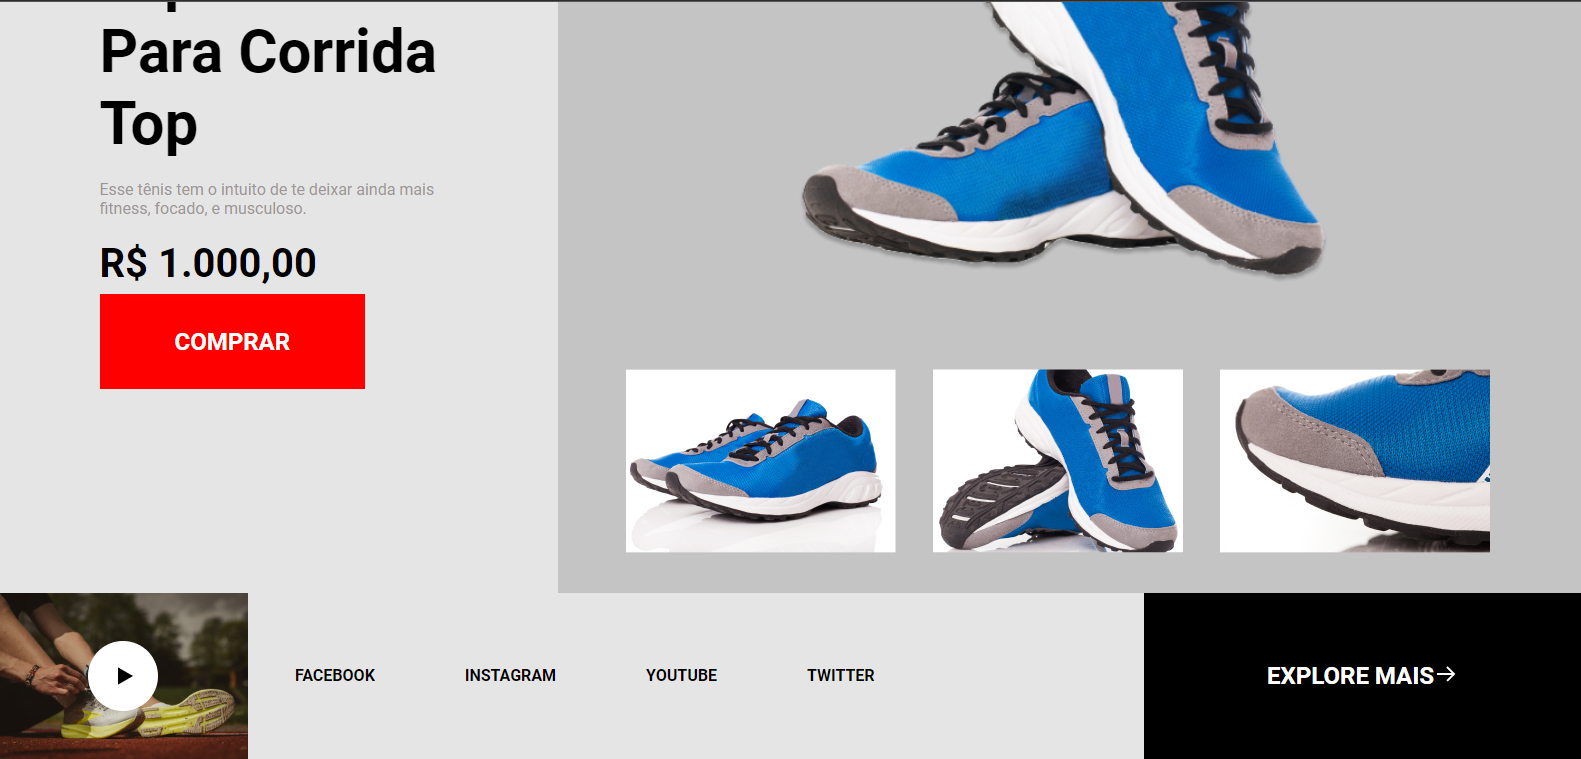 Para Corrida
Top
Esse tênis tem o intuito de te deixar ainda mais
fitness, focado, e musculoso.
R$ 1.000,00
COMPRAR
FACEBOOK
INSTAGRAM
YOUTUBE
TWITTER
EXPLORE MAIS